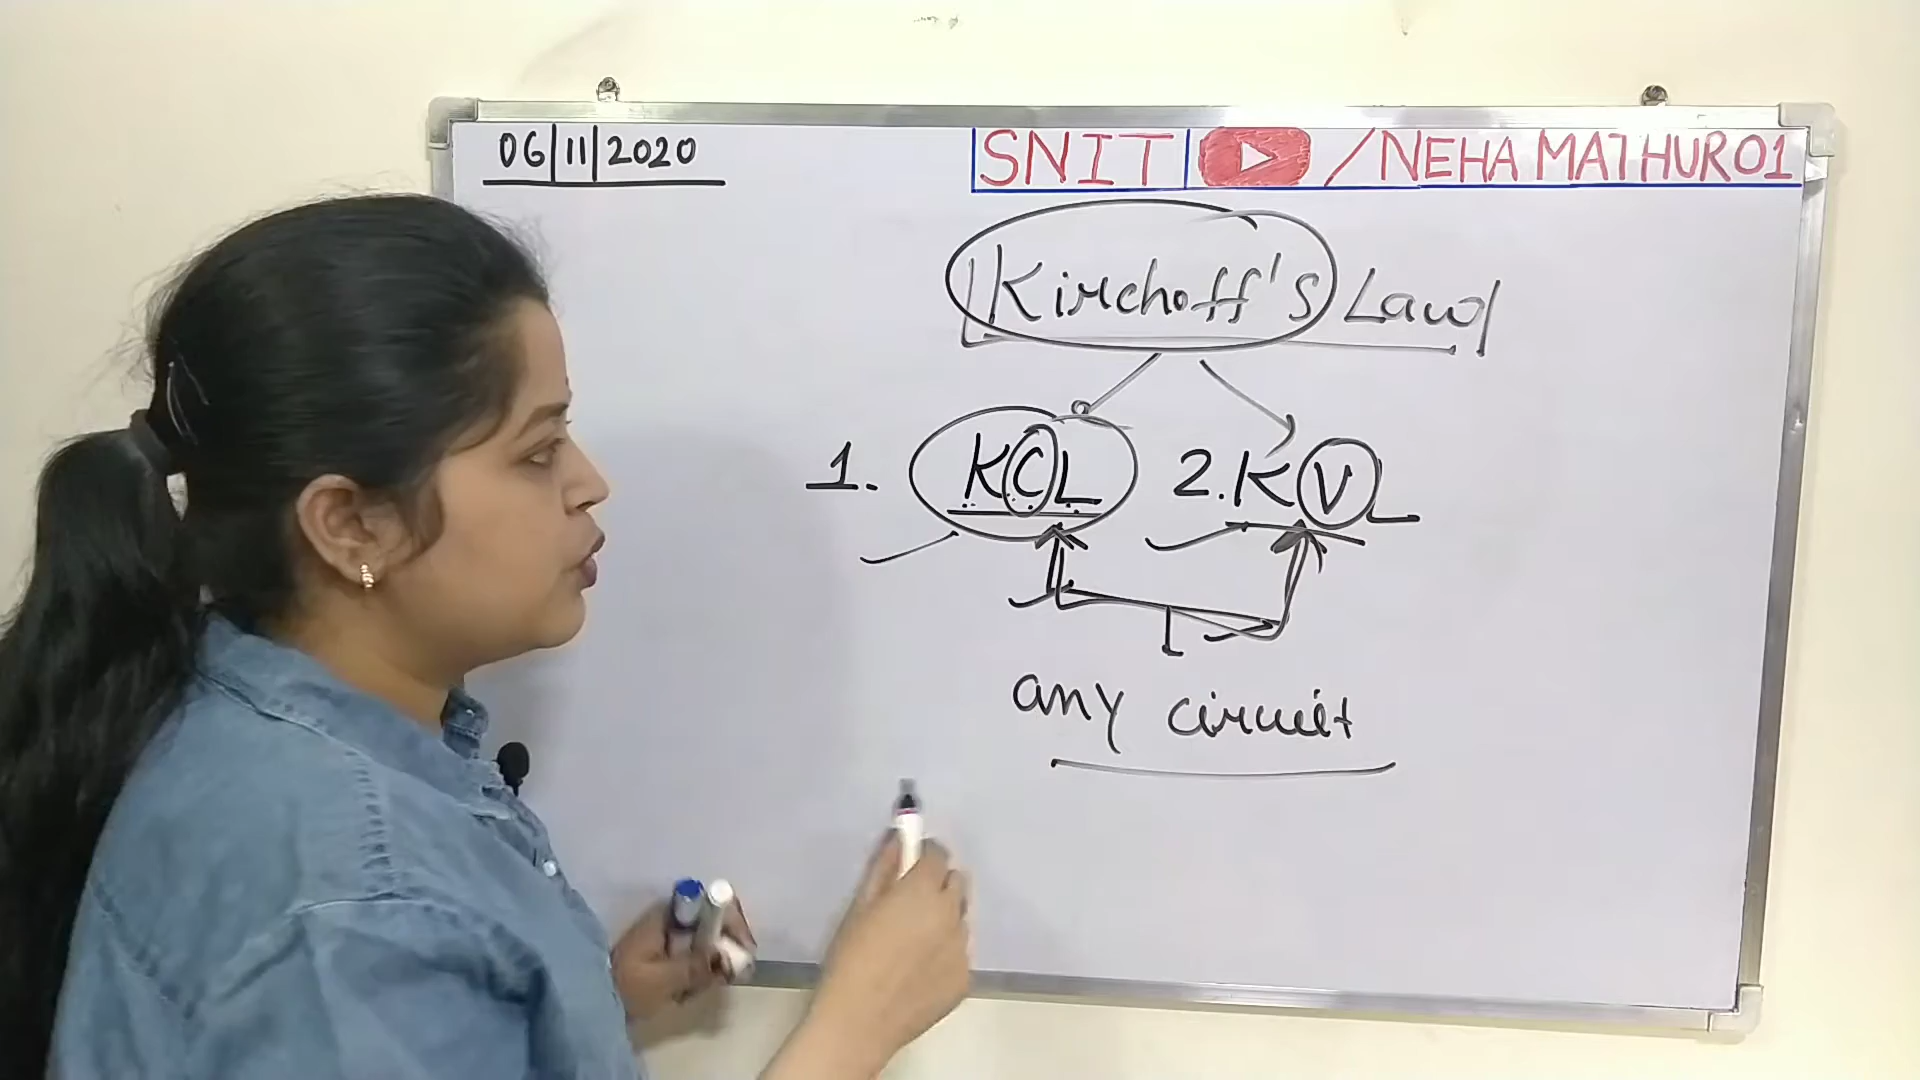 06/11/2020
SNIT /NEHA MATHUR01
Kirchoff's Law
1. KCL 2. KVL
any circuit